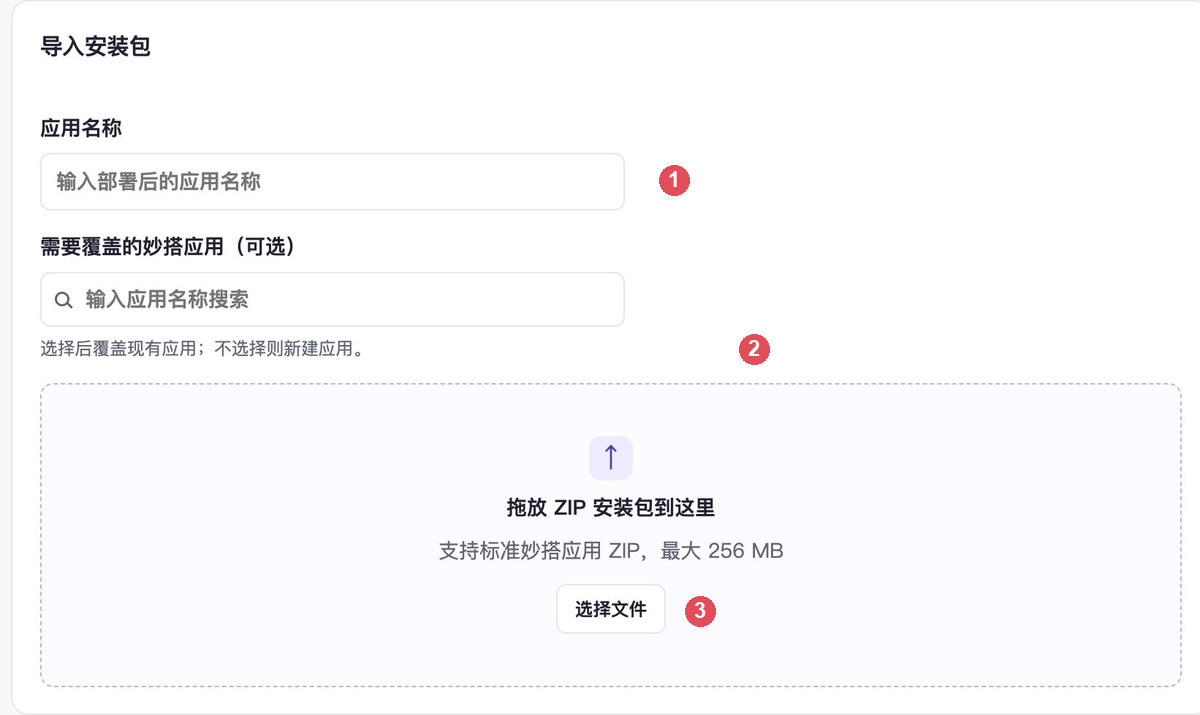 导入安装包
应用名称
输入部署后的应用名称
1
需要覆盖的妙搭应用（可选）
输入应用名称搜索
选择后覆盖现有应用；不选择则新建应用。
2
拖放 ZIP 安装包到这里
支持标准妙搭应用 ZIP，最大 256 MB
选择文件
3